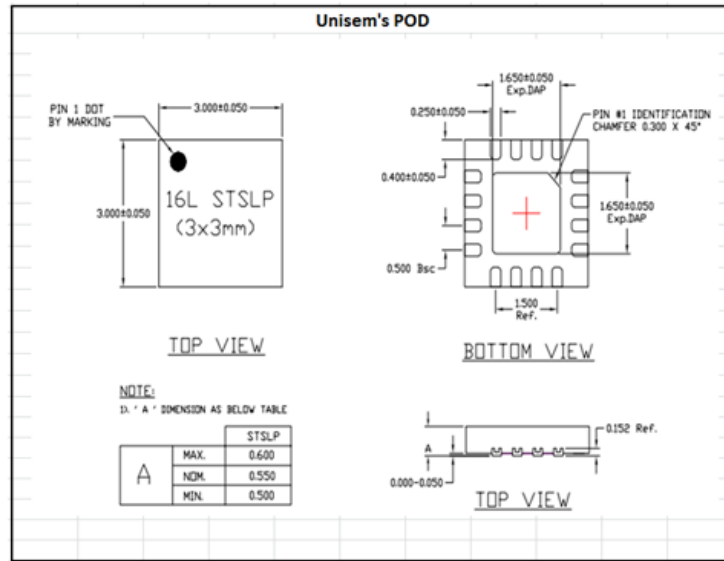 Unisem's POD
PIN 1 DOT
BY MARKING
3.000±0.050
3.000±0.050
16L STSLP
(3x3mm)
TOP VIEW
1.650±0.050
Exp.DAP
0.250±0.050
PIN #1 IDENTIFICATION
CHAMFER 0.300 X 45°
0.400±0.050
1.650±0.050
Exp.DAP
0.500 Bsc
1.500
Ref.
BOTTOM VIEW
NOTE:
1). ' A ' DIMENSION AS BELOW TABLE
STSLP
A
MAX. 0.600
NOM. 0.550
MIN. 0.500
A
0.152 Ref.
0.000-0.050
TOP VIEW